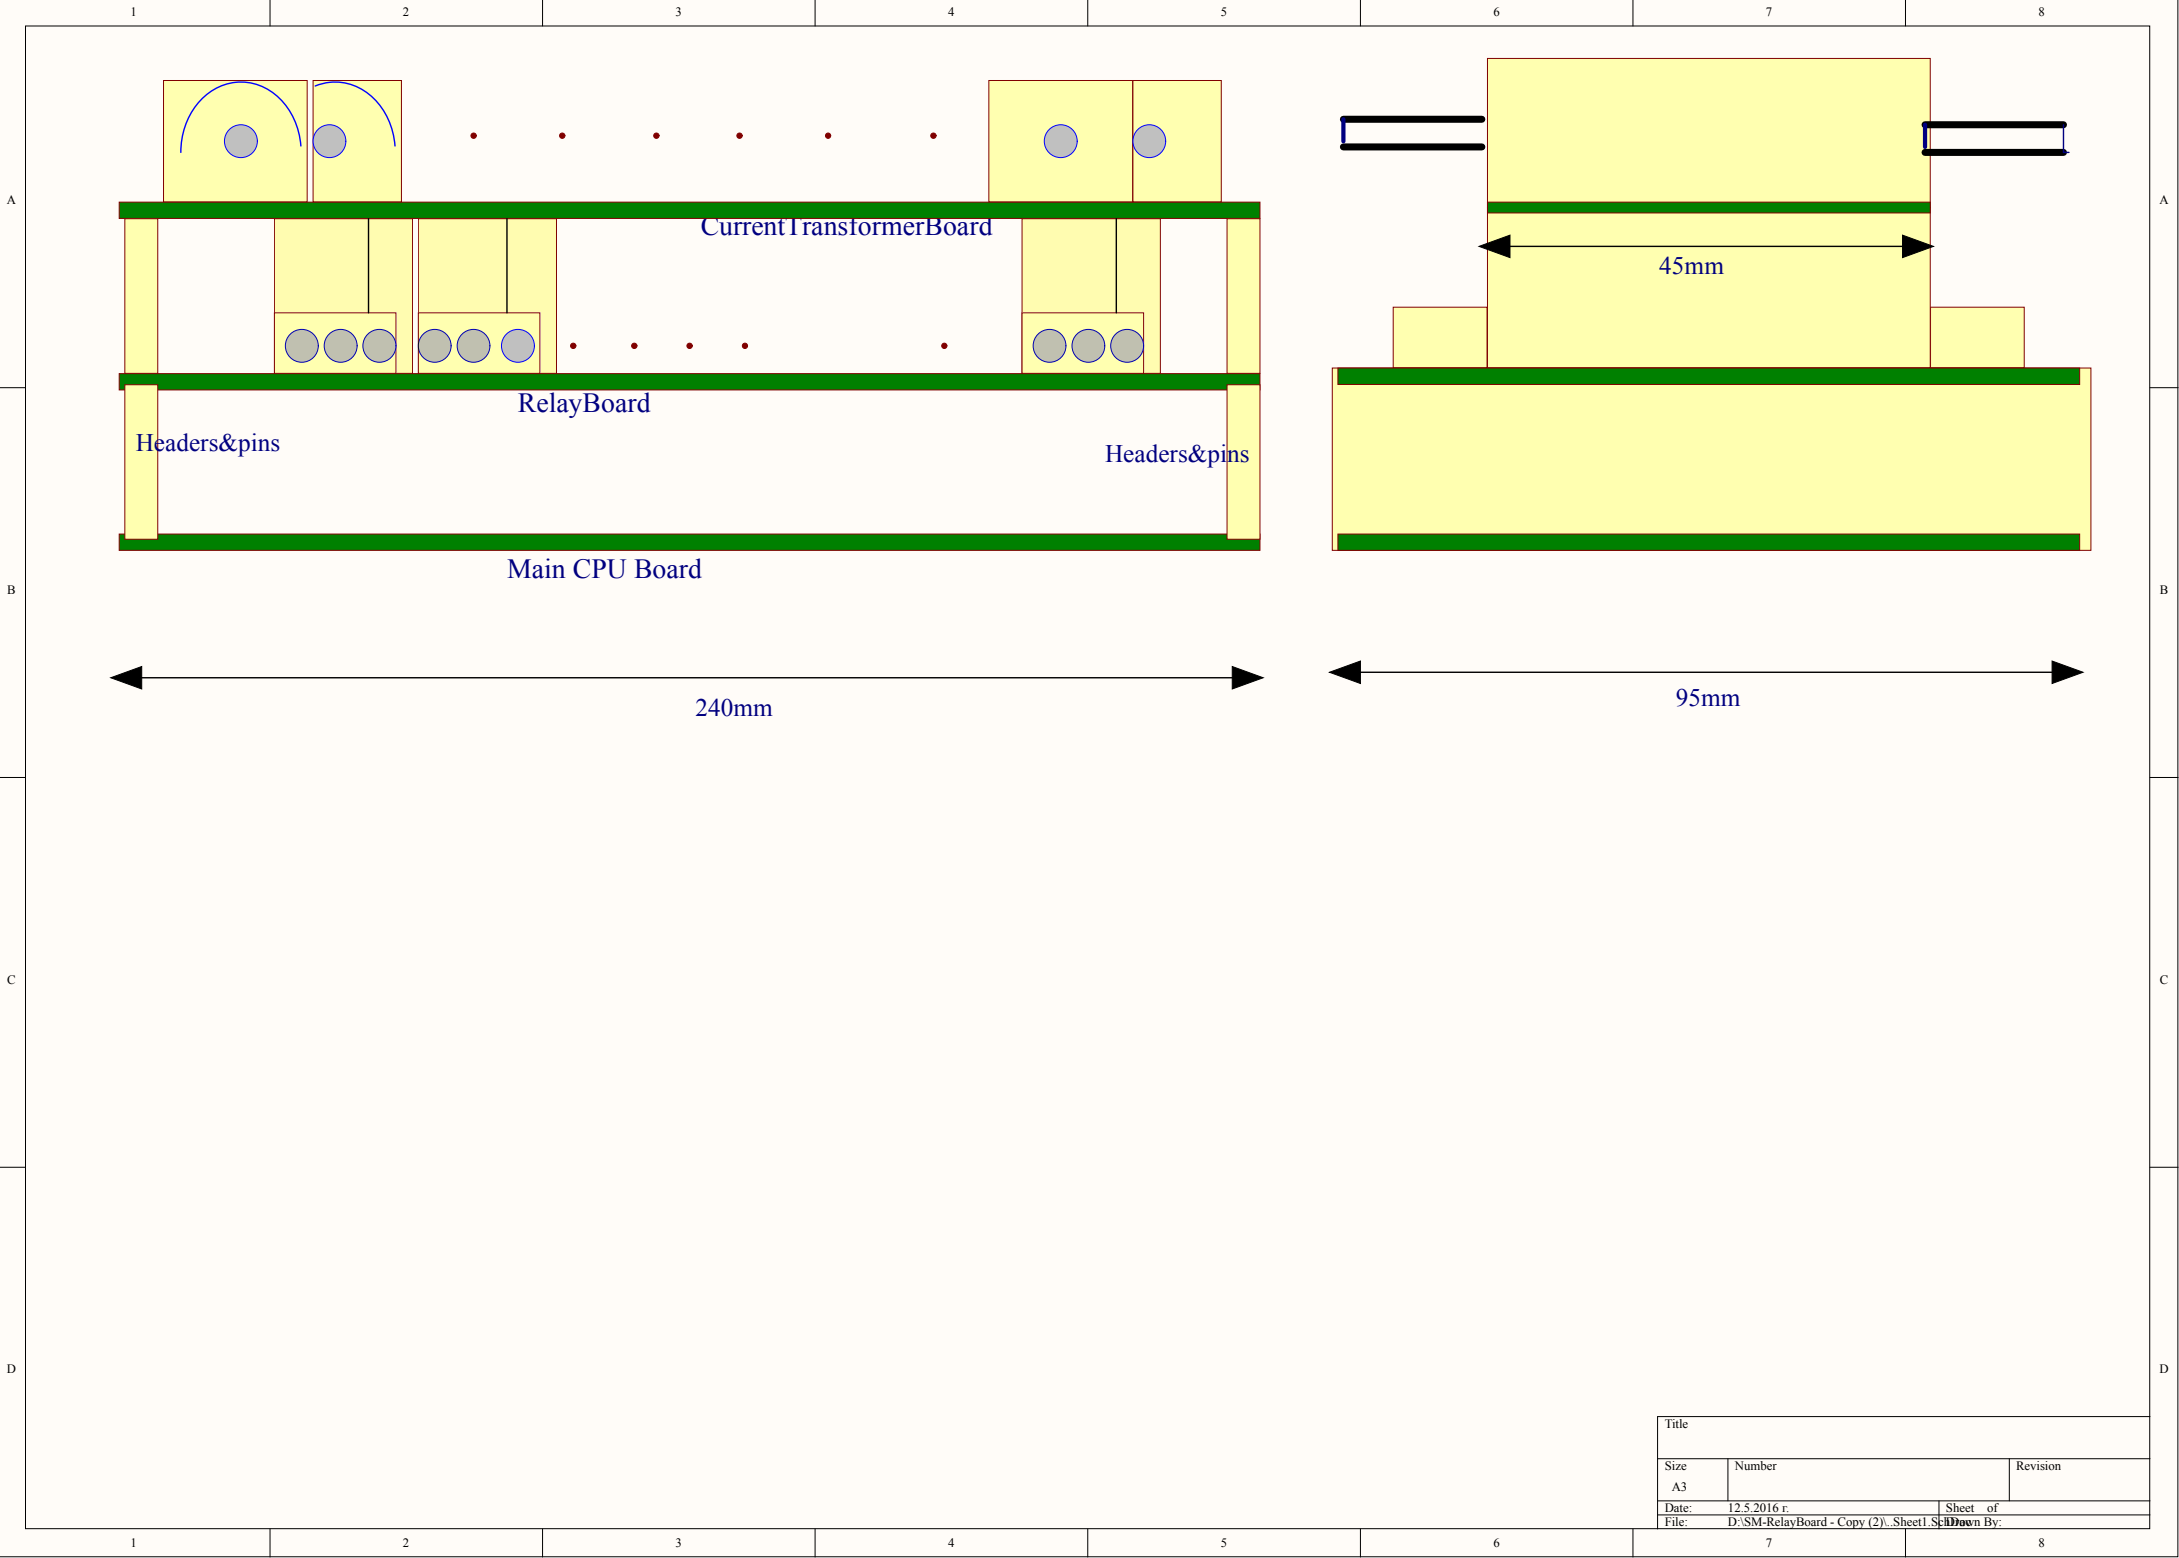 1 2 3 4 5 6 7 8
A A
CurrentTransformerBoard
45mm
RelayBoard
Headers&pins
Headers&pins
Main CPU Board
B B
240mm
95mm
C C
D D
Title
Size Number Revision
A3
Date: 12.5.2016 г. Sheet of
File: D:\SM-RelayBoard - Copy (2)\..Sheet1.SchDoc Drawn By:
1 2 3 4 5 6 7 8